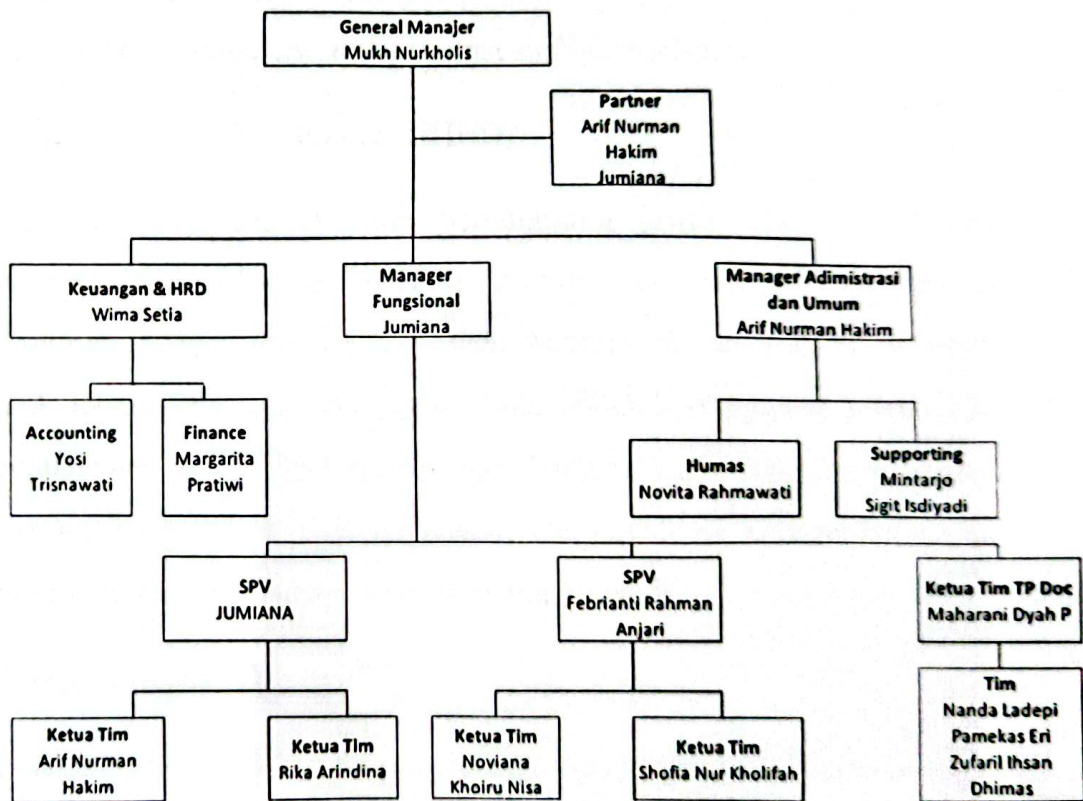 General Manajer
Mukh Nurkholis
Partner
Arif Nurman
Hakim
Jumiana
Keuangan & HRD
Wima Setia
Manager
Fungsional
Jumiana
Manager Adimistrasi
dan Umum
Arif Nurman Hakim
Accounting
Yosi
Trisnawati
Finance
Margarita
Pratiwi
Humas
Novita Rahmawati
Supporting
Mintarjo
Sigit Isdiyadi
SPV
JUMIANA
SPV
Febrianti Rahman
Anjari
Ketua Tim TP Doc
Maharani Dyah P
Ketua Tim
Arif Nurman
Hakim
Ketua Tim
Rika Arindina
Ketua Tim
Noviana
Khoiru Nisa
Ketua Tim
Shofia Nur Kholifah
Tim
Nanda Ladepi
Pamekas Eri
Zufaril Ihsan
Dhimas